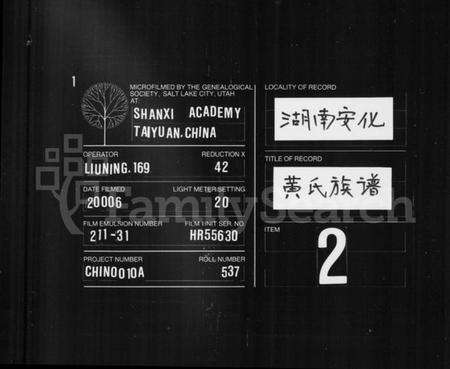 1
MICROFILMED BY THE GENEALOGICAL
SOCIETY, SALT LAKE CITY, UTAH
AT:
SHANXI ACADEMY
TAIYUAN.CHINA
OPERATOR REDUCTION X
LIUNING.169 42
DATE FILMED LIGHT METER SETTING
20006 20
FILM EMULSION NUMBER FILM UNIT SER. NO.
211-31 HR55630
PROJECT NUMBER ROLL NUMBER
CHIN0010A 537
LOCALITY OF RECORD
湖南安化
TITLE OF RECORD
黄氏族谱
ITEM
2
FamilySearch